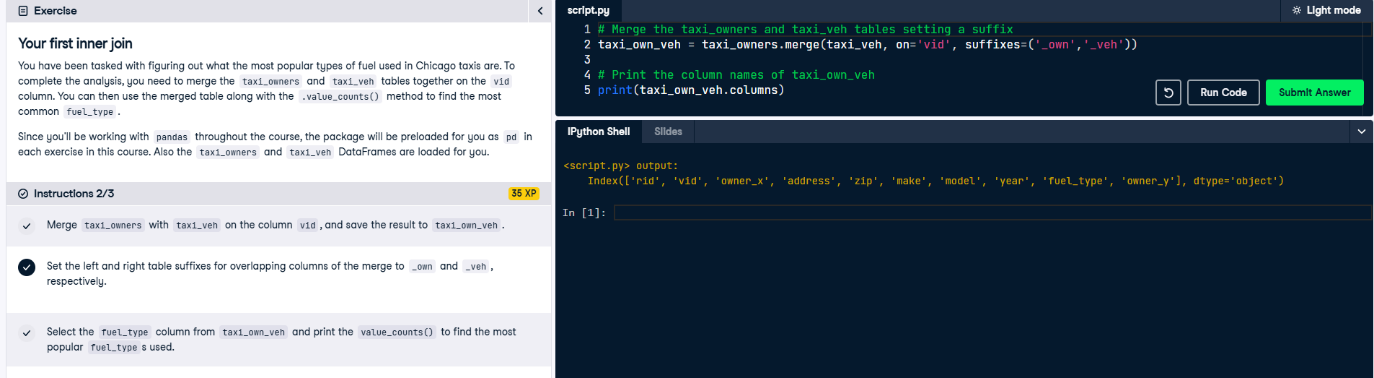 Exercise
Your first inner join
You have been tasked with figuring out what the most popular types of fuel used in Chicago taxis are. To
complete the analysis, you need to merge the taxi_owners and taxi_veh tables together on the vid
column. You can then use the merged table along with the .value_counts() method to find the most
common fuel_type .
Since you'll be working with pandas throughout the course, the package will be preloaded for you as pd in
each exercise in this course. Also the taxi_owners and taxi_veh DataFrames are loaded for you.
Instructions 2/3
35 XP
Merge taxi_owners with taxi_veh on the column vid , and save the result to taxi_own_veh .
Set the left and right table suffixes for overlapping columns of the merge to _own and _veh ,
respectively.
Select the fuel_type column from taxi_own_veh and print the value_counts() to find the most
popular fuel_type s used.
script.py
Light mode
1 # Merge the taxi_owners and taxi_veh tables setting a suffix
2 taxi_own_veh = taxi_owners.merge(taxi_veh, on='vid', suffixes=('_own','_veh'))
3
4 # Print the column names of taxi_own_veh
5 print(taxi_own_veh.columns)
Run Code
Submit Answer
IPython Shell
Slides
<script.py> output:
Index(['rid', 'vid', 'owner_x', 'address', 'zip', 'make', 'model', 'year', 'fuel_type', 'owner_y'], dtype='object')
In [1]: